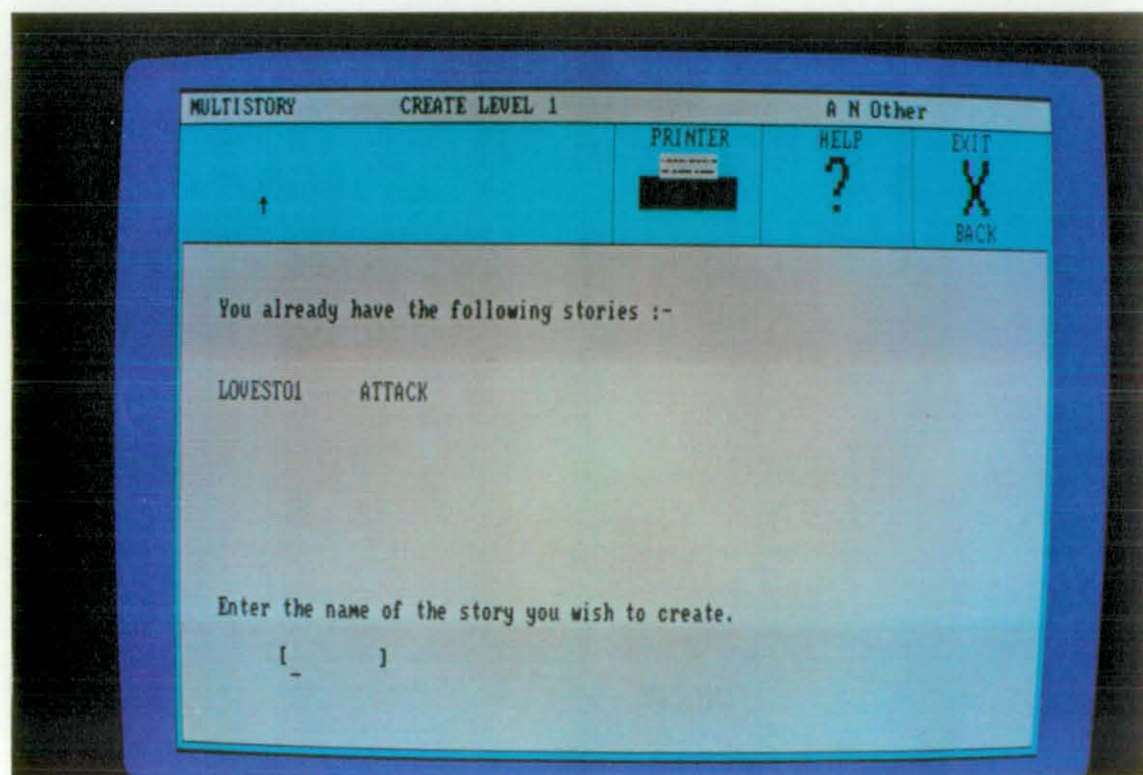 MULTISTORY CREATE LEVEL 1 A N Other
PRINTER HELP EXIT
?
X
BACK
You already have the following stories :-
LOVESTO1 ATTACK
Enter the name of the story you wish to create.
[_ ]